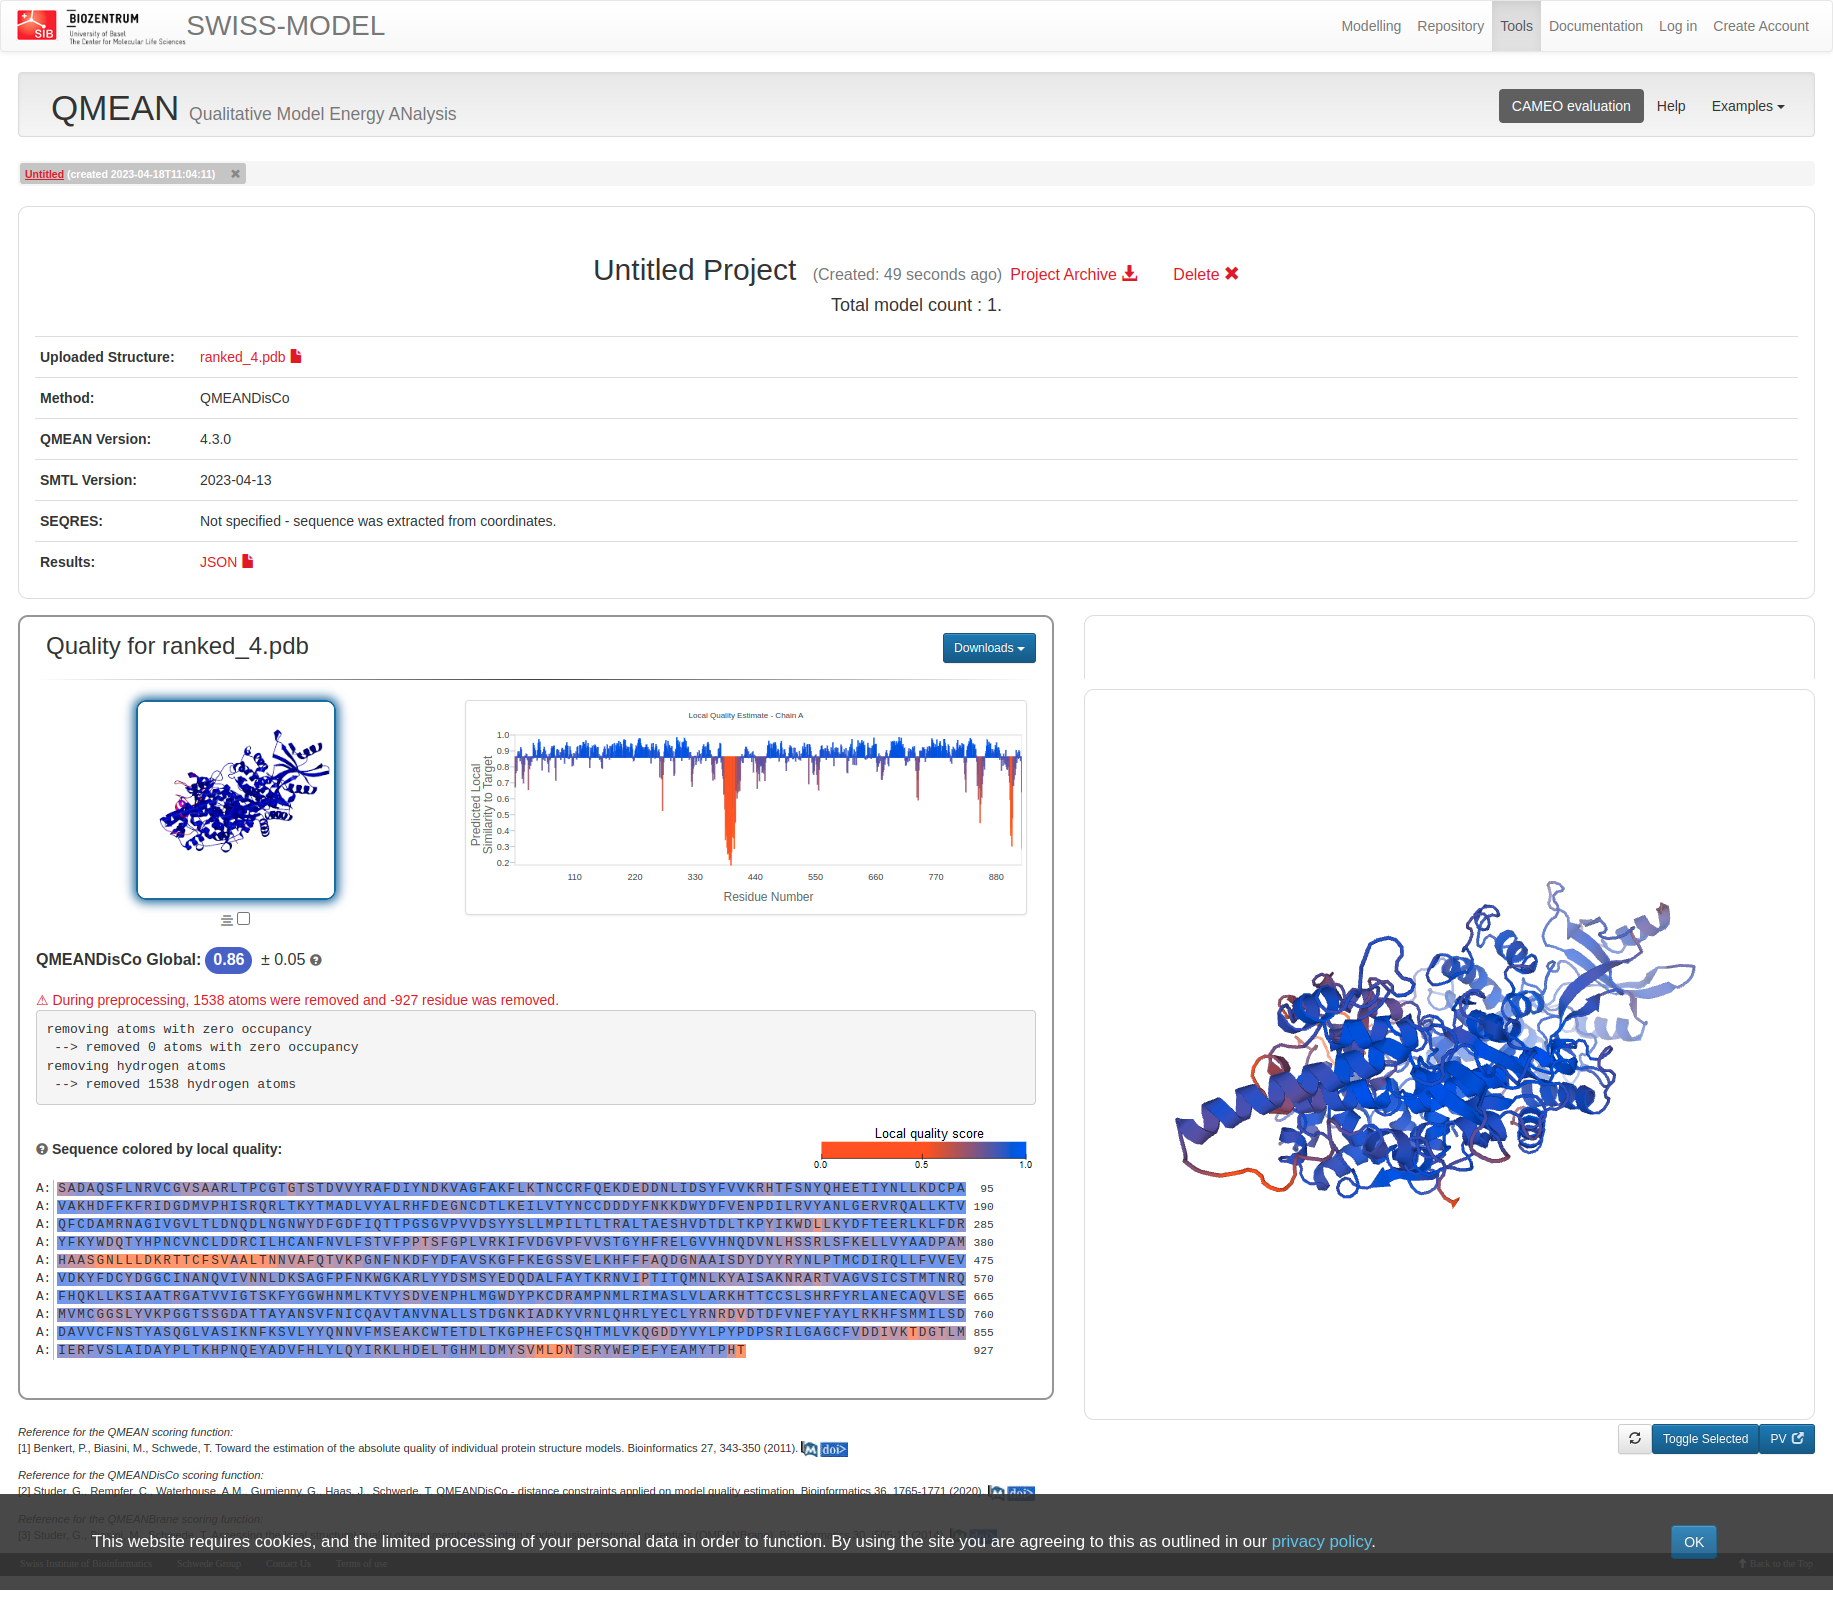 SIB BIOZENTRUM
University of Basel
The Center for Molecular Life Sciences
SWISS-MODEL
Modelling Repository Tools Documentation Log in Create Account
QMEAN Qualitative Model Energy ANalysis
CAMEO evaluation Help Examples
Untitled (created 2023-04-18T11:04:11) ✖
Untitled Project (Created: 49 seconds ago) Project Archive Delete ✖
Total model count : 1.
Uploaded Structure: ranked_4.pdb
Method: QMEANDisCo
QMEAN Version: 4.3.0
SMTL Version: 2023-04-13
SEQRES: Not specified - sequence was extracted from coordinates.
Results: JSON
Quality for ranked_4.pdb
Downloads
Local Quality Estimate - Chain A
Predicted Local
Similarity to Target
1.0
0.9
0.8
0.7
0.6
0.5
0.4
0.3
0.2
110 220 330 440 550 660 770 880
Residue Number
QMEANDisCo Global: 0.86 ± 0.05
⚠ During preprocessing, 1538 atoms were removed and -927 residue was removed.
removing atoms with zero occupancy
--> removed 0 atoms with zero occupancy
removing hydrogen atoms
--> removed 1538 hydrogen atoms
Sequence colored by local quality:
Local quality score
0.0 0.5 1.0
A: SADAQSFLNRVCGVSAARLTPCGTGTSTDVVYRAFDIYNDKVAGFAKFLKTNCCRFQEKDEDDNLIDSYFVVKRHTFSNYQHEETIYNLLKDCPA 95
A: VAKHDFFKFRIDGDMVPHISRQRLTKYTMADLVYALRHFDEGNCDTLKEILVTYNCCDDDYFNKKDWYDFVENPDILRVYANLGERVRQALLKTV 190
A: QFCDAMRNAGIVGVLTLDNQDLNGNWYDFGDFIQTTPGSGVPVVDSYYSLLMPILTLTRALTAESHVDTDLTKPYIKWDLLKYDFTEERLKLFDR 285
A: YFKYWDQTYHPNCVNCLDDRCILHCANFNVLFSTVFPPTSFGPLVRKIFVDGVPFVVSTGYHFRELGVVHNQDVNLHSSRLSFKELLVYAADPAM 380
A: HAASGNLLLDKRTTCFSVAALTNNVAFQTVKPGNFNKDFYDFAVSKGFFKEGSSVELKHFFFAQDGNAAISDYDYYRYNLPTMCDIRQLLFVVEV 475
A: VDKYFDCYDGGCINANQVIVNNLDKSAGFPFNKWGKARLYYDSMSYEDQDALFAYTKRNVIPTITQMNLKYAISAKNRARTVAGVSICSTMTNRQ 570
A: FHQKLLKSIAATRGATVVIGTSKFYGGWHNMLKTVYSDVENPHLMGWDYPKCDRAMPNMLRIMASLVLARKHTTCCSLSHRFYRLANECAQVLSE 665
A: MVMCGGSLYVKPGGTSSGDATTAYANSVFNICQAVTANVNALLSTDGNKIADKYVRNLQHRLYECLYRNRDVDTDFVNEFYAYLRKHFSMMILSD 760
A: DAVVCFNSTYASQGLVASIKNFKSVLYYQNNVFMSEAKCWTETDLTKGPHEFCSQHTMLVKQGDDYVYLPYPDPSRILGAGCFVDDIVKTDGTLM 855
A: IERFVSLAIDAYPLTKHPNQEYADVFHLYLQYIRKLHDELTGHMLDMYSVMLDNTSRYWEPEFYEAMYTPHT 927
Toggle Selected PV
Reference for the QMEAN scoring function:
[1] Benkert, P., Biasini, M., Schwede, T. Toward the estimation of the absolute quality of individual protein structure models. Bioinformatics 27, 343-350 (2011). doi>
Reference for the QMEANDisCo scoring function:
[2] Studer, G., Rempfer, C., Waterhouse, A.M., Gumienny, G., Haas, J., Schwede, T. QMEANDisCo - distance constraints applied on model quality estimation. Bioinformatics 36, 1765-1771 (2020). doi>
Reference for the QMEANBrane scoring function:
This website requires cookies, and the limited processing of your personal data in order to function. By using the site you are agreeing to this as outlined in our privacy policy.
OK
Swiss Institute of Bioinformatics Schwede Group Contact Us Terms of use
Back to the Top